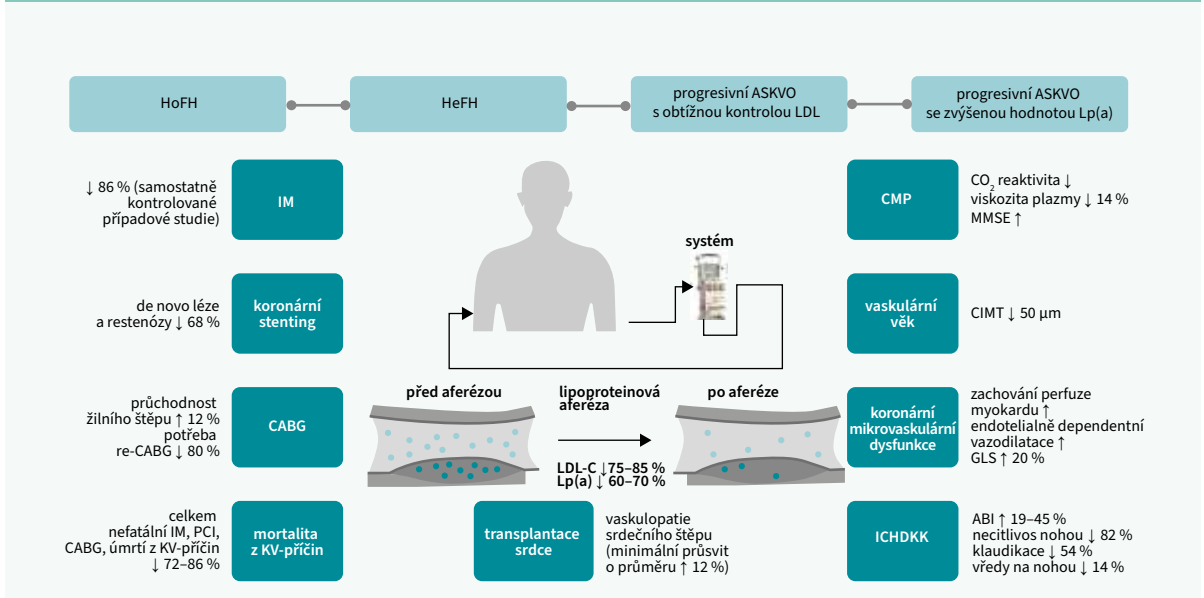 HoFH
HeFH
progresivní ASKVO
s obtížnou kontrolou LDL
progresivní ASKVO
se zvýšenou hodnotou Lp(a)
↓ 86 % (samostatně
kontrolované
případové studie)
IM
CMP
CO₂ reaktivita ↓
viskozita plazmy ↓ 14 %
MMSE ↑
systém
de novo léze
a restenózy ↓ 68 %
koronární
stenting
vaskulární
věk
CIMT ↓ 50 μm
průchodnost
žilního štěpu ↑ 12 %
potřeba
re-CABG ↓ 80 %
CABG
před aferézou
lipoproteinová
aferéza
po aferéze
LDL-C ↓75–85 %
Lp(a) ↓ 60–70 %
koronární
mikrovaskulární
dysfunkce
zachování perfuze
myokardu ↑
endotelialně dependentní
vazodilatace ↑
GLS ↑ 20 %
celkem
nefatální IM, PCI,
CABG, úmrtí z KV-příčin
↓ 72–86 %
mortalita
z KV-příčin
transplantace
srdce
vaskulopatie
srdečního štěpu
(minimální průsvit
o průměru ↑ 12 %)
ICHDKK
ABI ↑ 19–45 %
necitlivos nohou ↓ 82 %
klaudikace ↓ 54 %
vředy na nohou ↓ 14 %